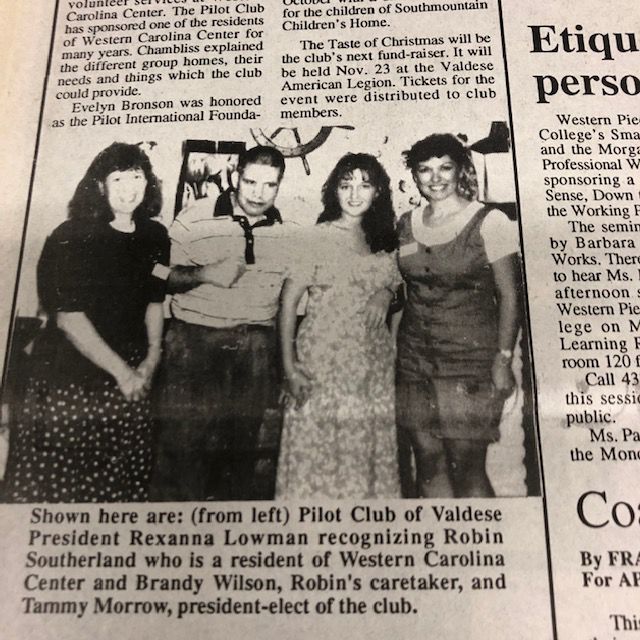 volunteer services at
Carolina Center. The Pilot Club
has sponsored one of the residents
of Western Carolina Center for
many years. Chambliss explained
the different group homes, their
needs and things which the club
could provide.
Evelyn Bronson was honored
as the Pilot International Founda-
for the children of Southmountain
Children's Home.
The Taste of Christmas will be
the club's next fund-raiser. It will
be held Nov. 23 at the Valdese
American Legion. Tickets for the
event were distributed to club
members.
Shown here are: (from left) Pilot Club of Valdese
President Rexanna Lowman recognizing Robin
Southerland who is a resident of Western Carolina
Center and Brandy Wilson, Robin's caretaker, and
Tammy Morrow, president-elect of the club.
Etiqu
perso
Western Pie
College's Sma
and the Morga
Professional W
sponsoring a
Sense, Down t
the Working P
The semin
by Barbara
Works. There
to hear Ms. 
afternoon s
Western Pie
lege on M
Learning R
room 120 f
Call 43
this sessi
public.
Ms. Pa
the Mono
Co
By FRA
For AP
This